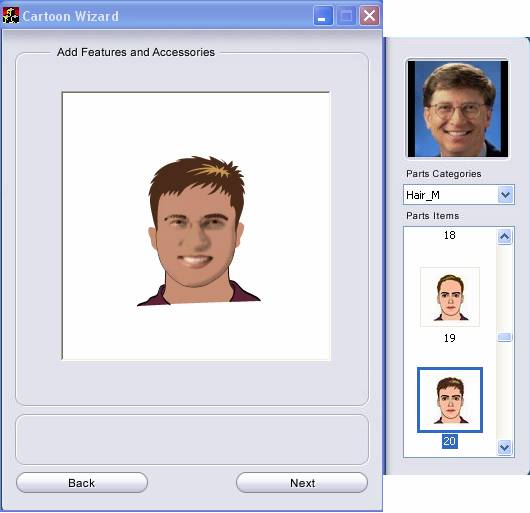 Cartoon Wizard
Add Features and Accessories
Parts Categories
Hair_M
Parts Items
18
19
20
Back
Next